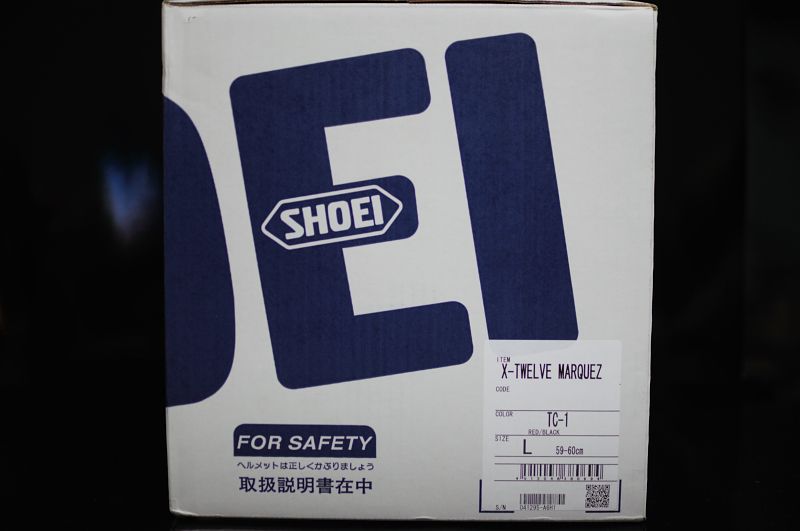 OEI
SHOEI
ITEM
X-TWELVE MARQUEZ
CODE
COLOR
TC-1
RED/BLACK
SIZE
L 59-60cm
S/N
FOR SAFETY
ヘルメットは正しくかぶりましょう
取扱説明書在中